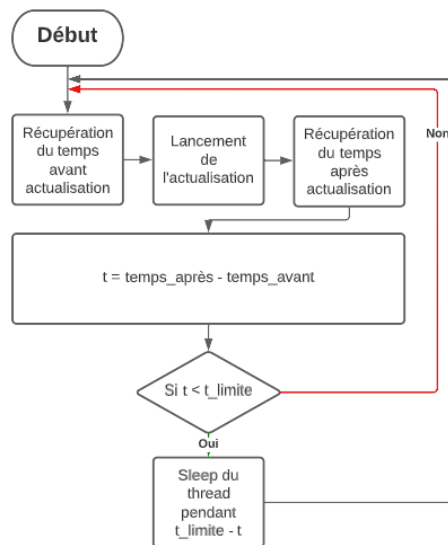 Début
Récupération
du temps
avant
actualisation
Lancement
de
l'actualisation
Récupération
du temps
après
actualisation
Non
t = temps_après - temps_avant
Si t < t_limite
Oui
Sleep du
thread
pendant
t_limite - t